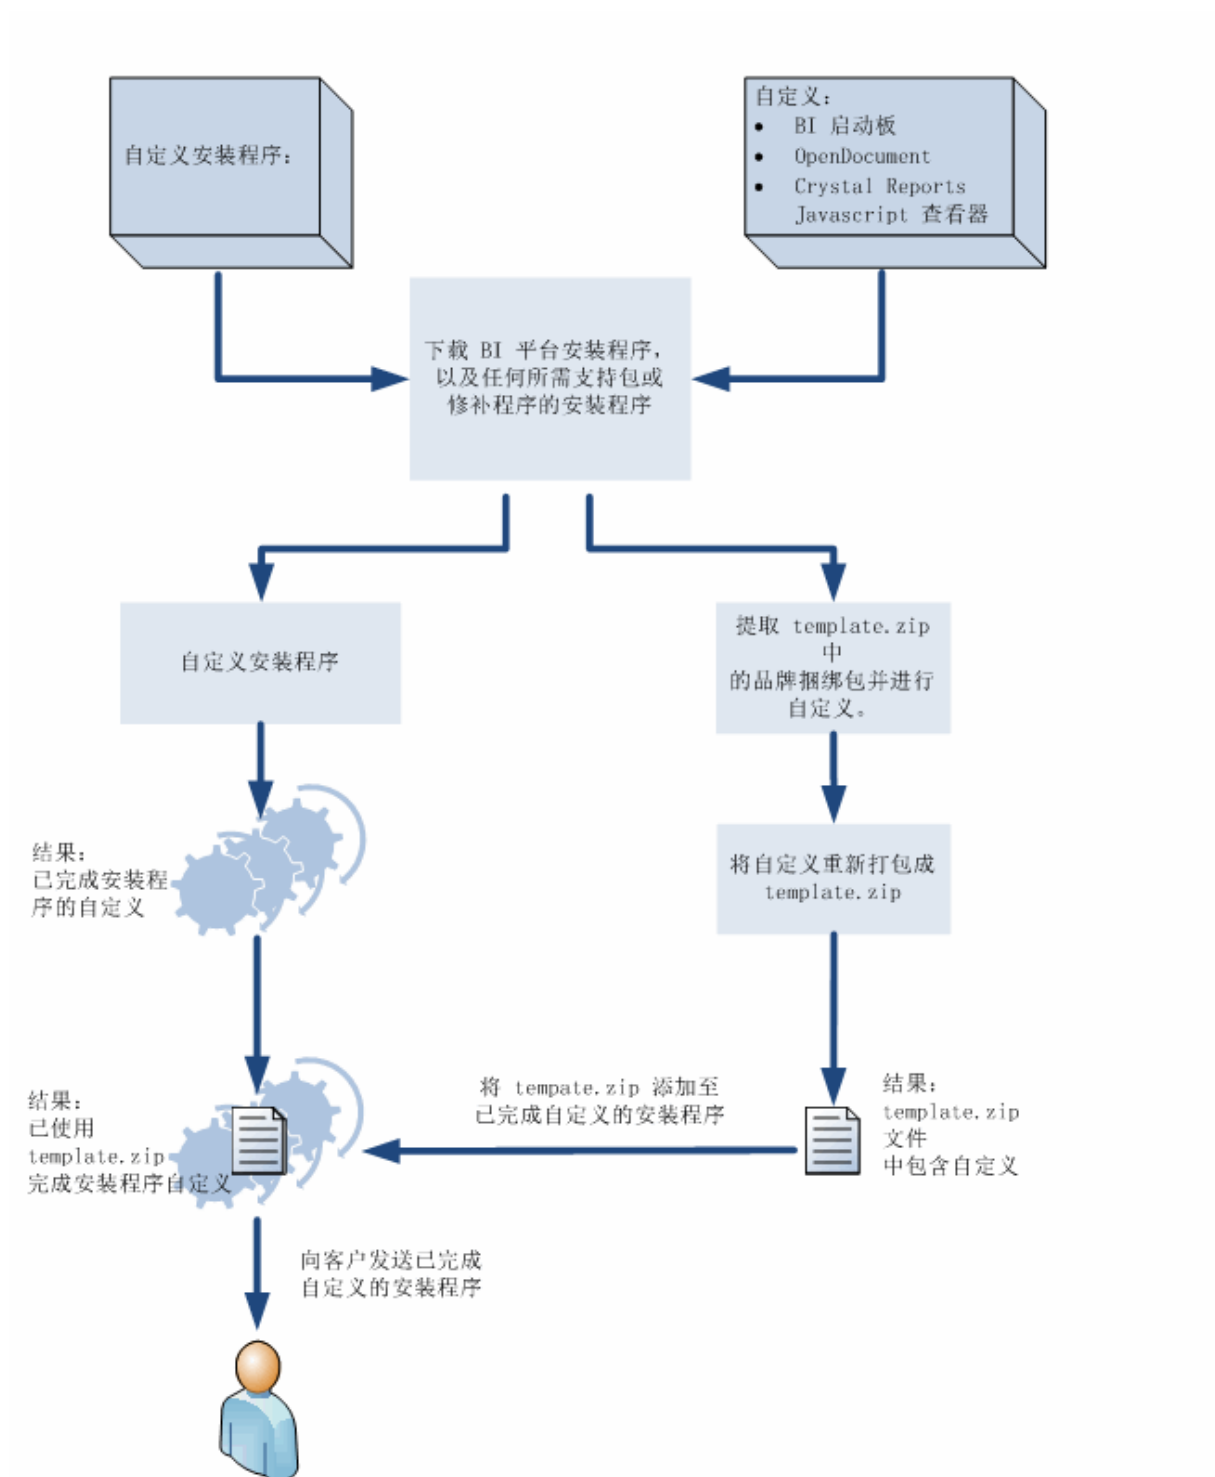 自定义安装程序：
自定义：
• BI 启动板
• OpenDocument
• Crystal Reports
Javascript 查看器
下载 BI 平台安装程序，
以及任何所需支持包或
修补程序的安装程序
自定义安装程序
提取 template.zip
中
的品牌捆绑包并进行
自定义。
结果：
已完成安装程
序的自定义
将自定义重新打包成
template.zip
结果：
已使用
template.zip
完成安装程序自定义
将 tempate.zip 添加至
已完成自定义的安装程序
结果：
template.zip
文件
中包含自定义
向客户发送已完成
自定义的安装程序